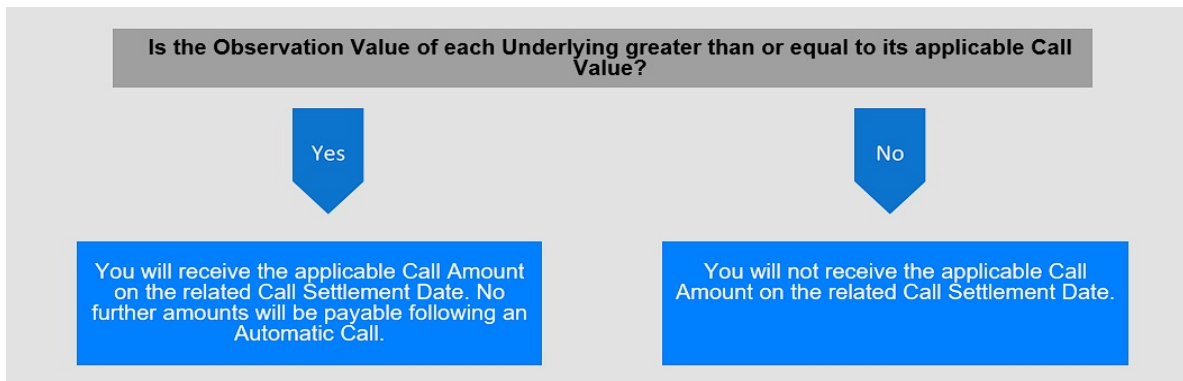 Is the Observation Value of each Underlying greater than or equal to its applicable Call
Value?
Yes
No
You will receive the applicable Call Amount
on the related Call Settlement Date. No
further amounts will be payable following an
Automatic Call.
You will not receive the applicable Call
Amount on the related Call Settlement Date.